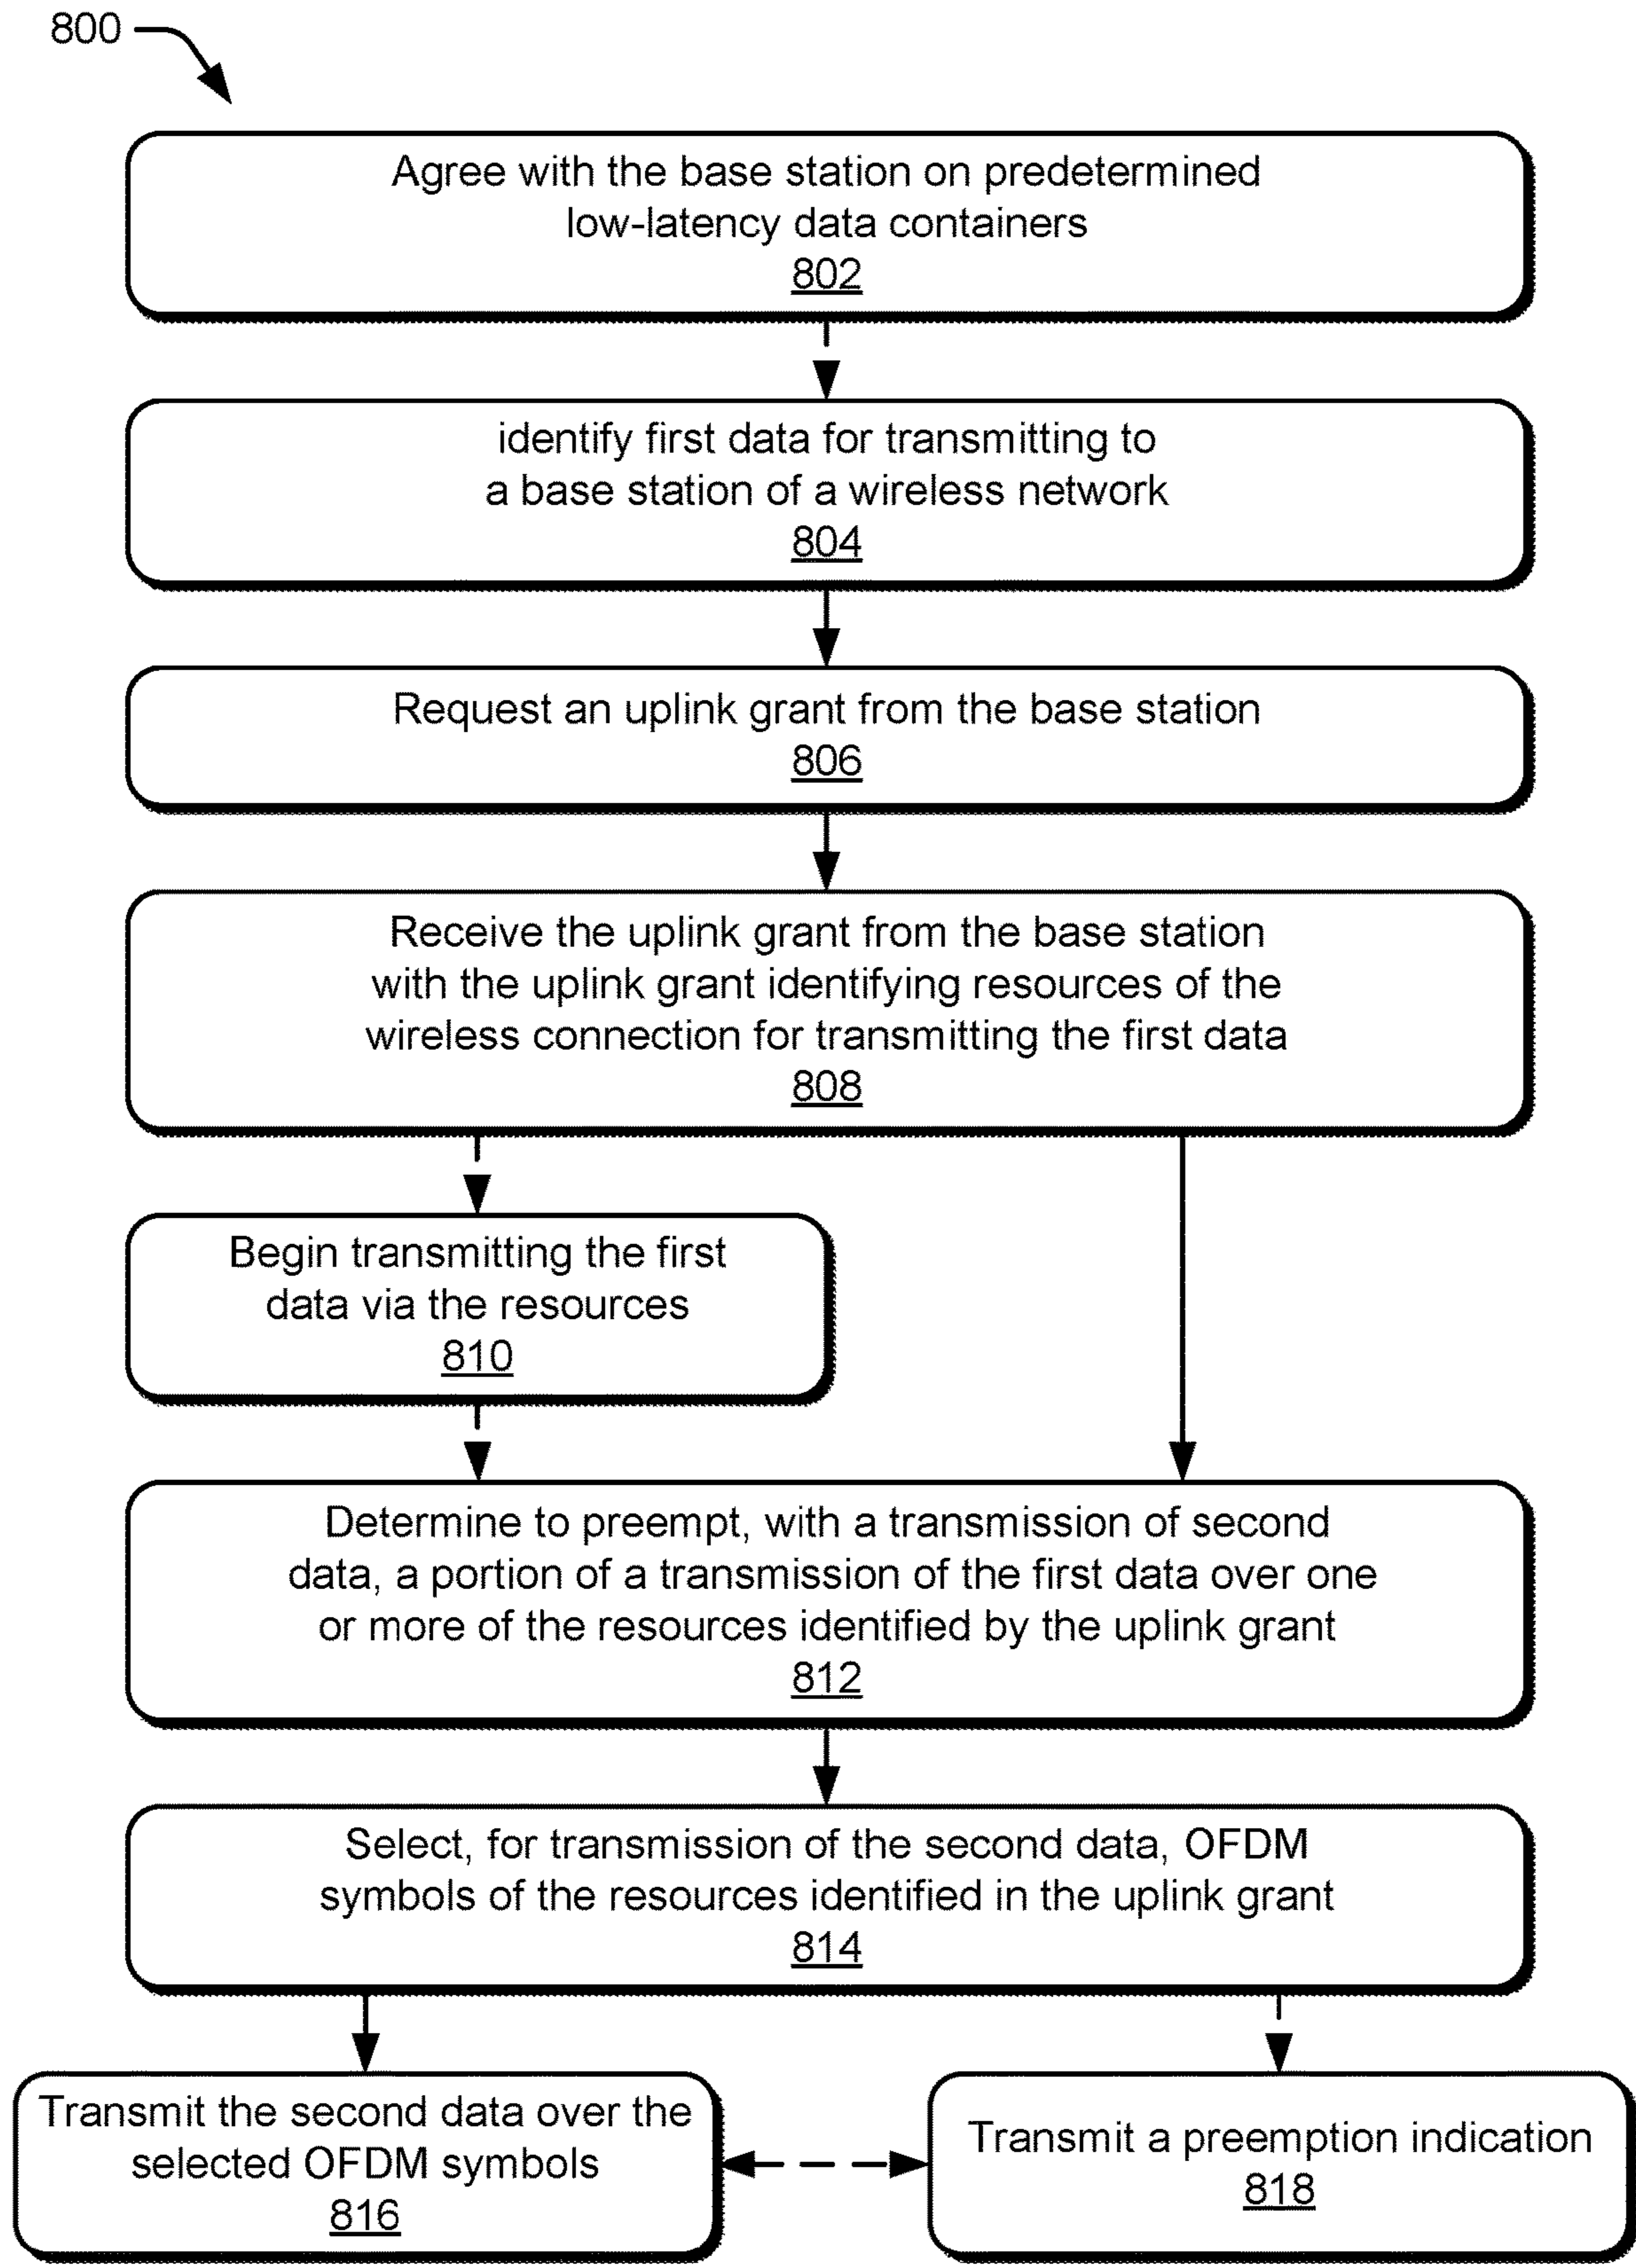 800
Agree with the base station on predetermined
low-latency data containers
802
identify first data for transmitting to
a base station of a wireless network
804
Request an uplink grant from the base station
806
Receive the uplink grant from the base station
with the uplink grant identifying resources of the
wireless connection for transmitting the first data
808
Begin transmitting the first
data via the resources
810
Determine to preempt, with a transmission of second
data, a portion of a transmission of the first data over one
or more of the resources identified by the uplink grant
812
Select, for transmission of the second data, OFDM
symbols of the resources identified in the uplink grant
814
Transmit the second data over the
selected OFDM symbols
816
Transmit a preemption indication
818